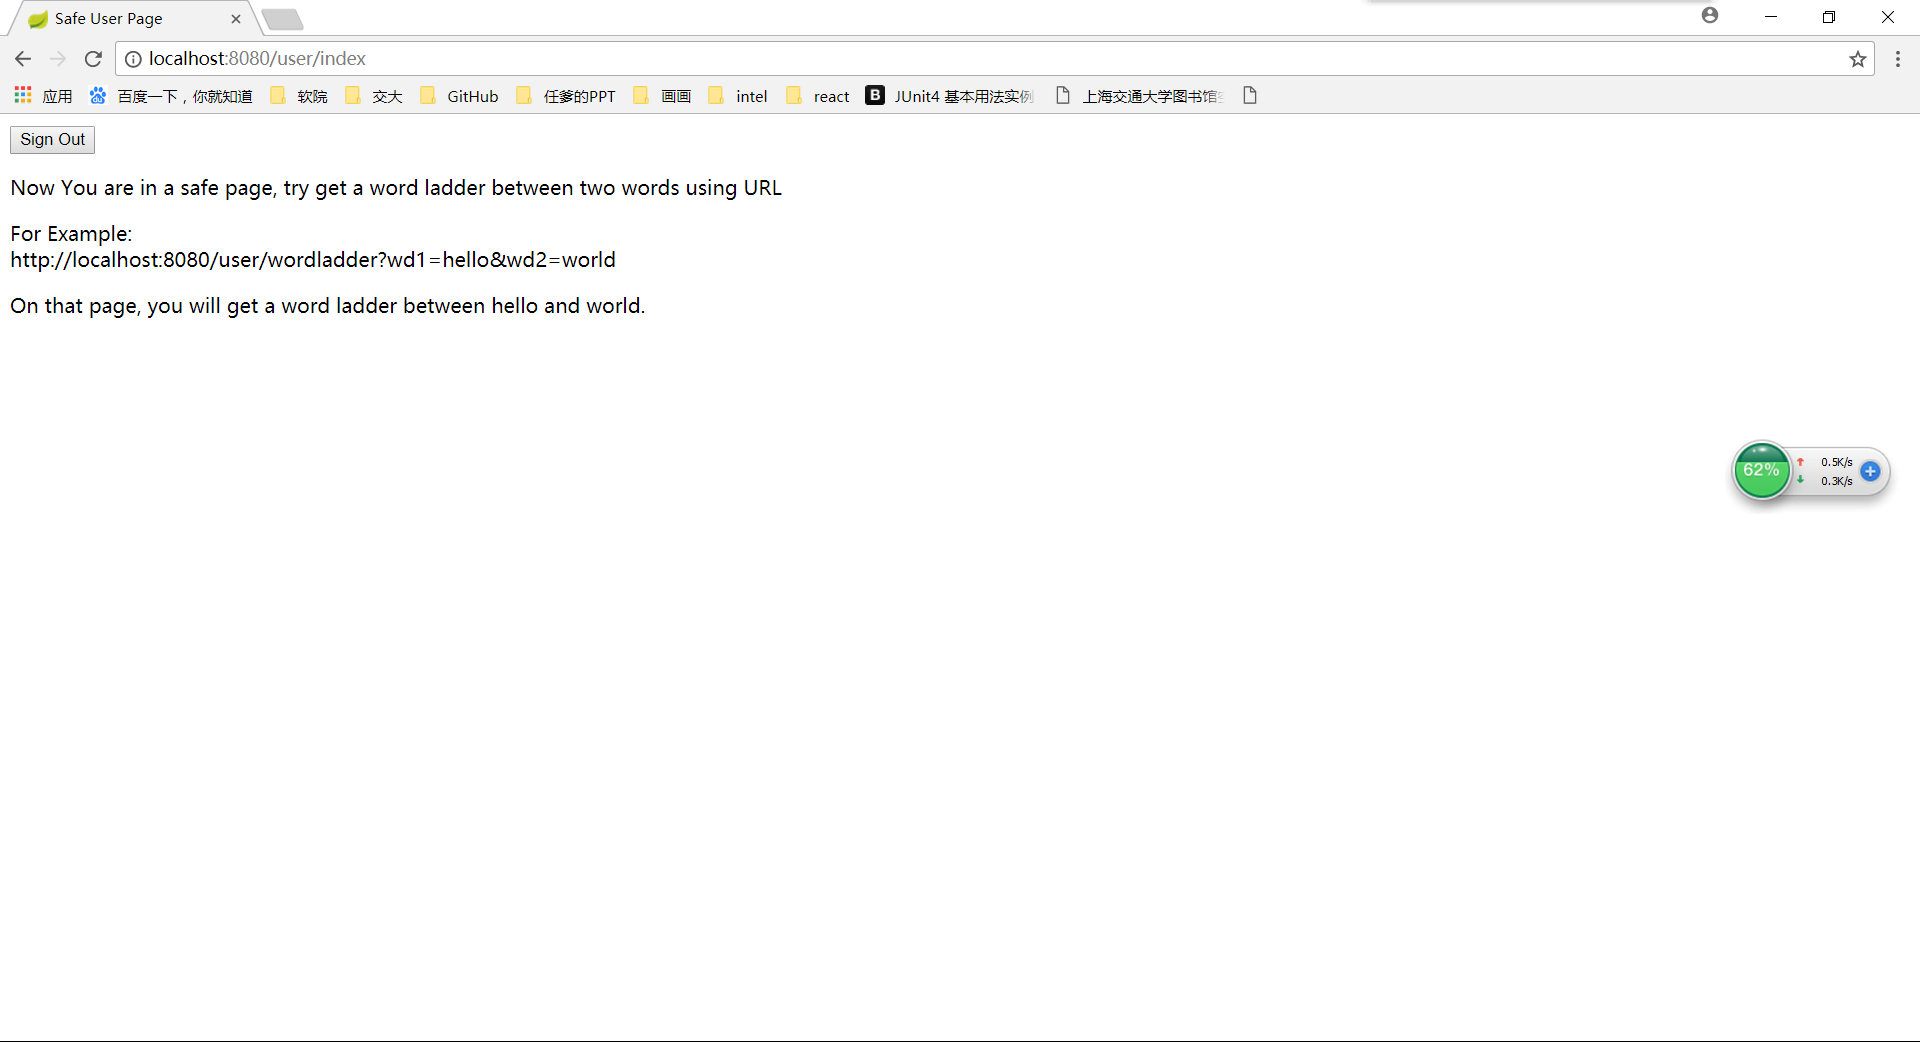 Safe User Page
localhost:8080/user/index
应用 百度一下，你就知道 软院 交大 GitHub 任爹的PPT 画画 intel react B JUnit4 基本用法实例 上海交通大学图书馆
Sign Out
Now You are in a safe page, try get a word ladder between two words using URL
For Example:
http://localhost:8080/user/wordladder?wd1=hello&wd2=world
On that page, you will get a word ladder between hello and world.
62%
0.5K/s
0.3K/s